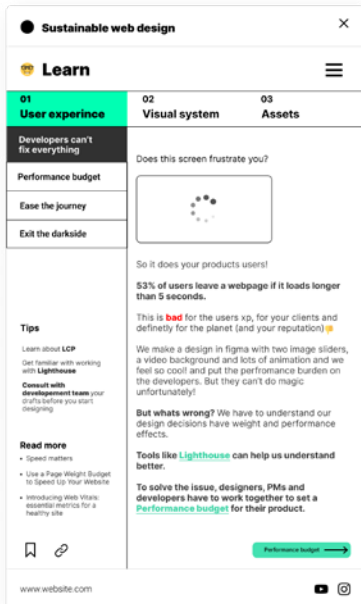 Sustainable web design
Learn
01
User experince
02
Visual system
03
Assets
Developers can't
fix everything
Performance budget
Ease the journey
Exit the darkside
Tips
Learn about LCP
Get familiar with working
with Lighthouse
Consult with
developement team your
drafts before you start
designing
Read more
Speed matters
Use a Page Weight Budget
to Speed Up Your Website
Introducing Web Vitals:
essential metrics for a
healthy site
Does this screen frustrate you?
So it does your products users!
53% of users leave a webpage if it loads longer
than 5 seconds.
This is bad for the users xp, for your clients and
definetly for the planet (and your reputation)
We make a design in figma with two image sliders,
a video background and lots of animation and we
feel so cool! and put the perfromance burden on
the developers. But they can't do magic
unfortunately!
But whats wrong? We have to understand our
design decisions have weight and performance
effects.
Tools like Lighthouse can help us understand
better.
To solve the issue, designers, PMs and
developers have to work together to set a
Performance budget for their product.
Performance budget
www.website.com